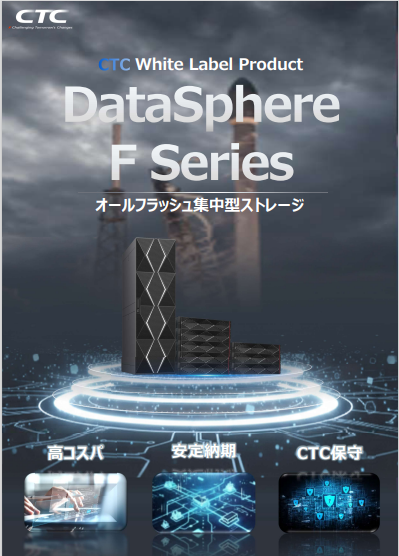 CTC
Challenging Tomorrow's Changes
CTC White Label Product
DataSphere
F Series
オールフラッシュ集中型ストレージ
高コスパ
安定納期
CTC保守